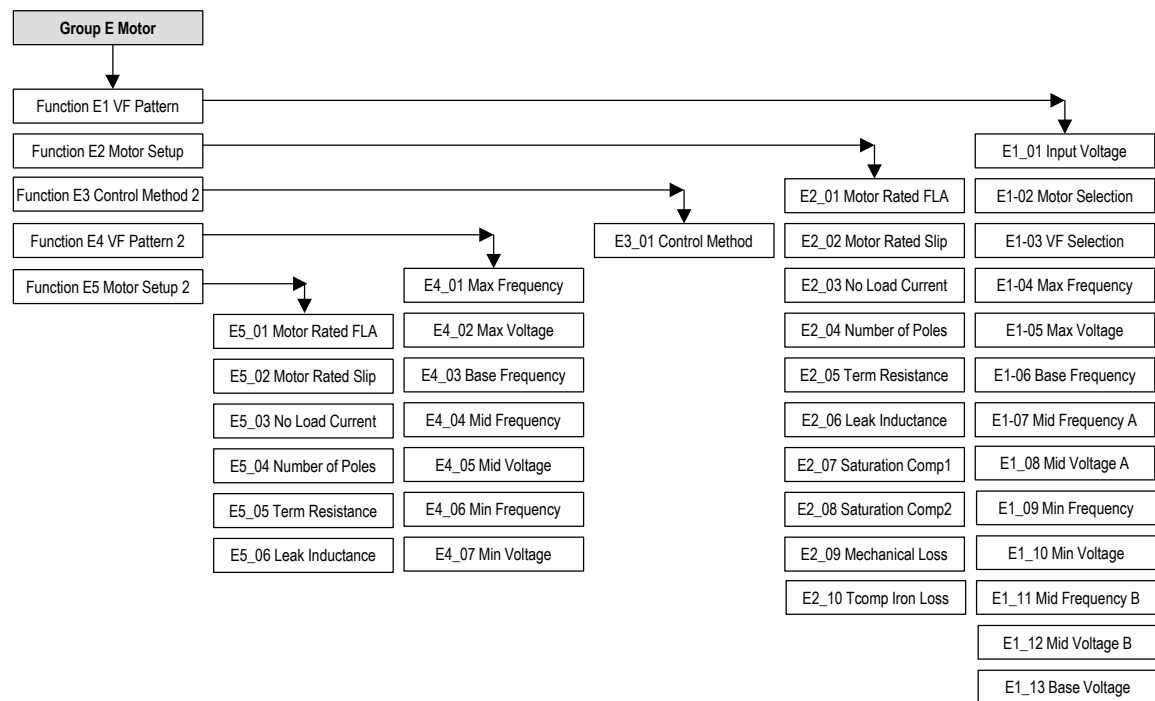 Group E Motor
Function E1 VF Pattern
Function E2 Motor Setup
Function E3 Control Method 2
Function E4 VF Pattern 2
Function E5 Motor Setup 2
E5_01 Motor Rated FLA
E5_02 Motor Rated Slip
E5_03 No Load Current
E5_04 Number of Poles
E5_05 Term Resistance
E5_06 Leak Inductance
E4_01 Max Frequency
E4_02 Max Voltage
E4_03 Base Frequency
E4_04 Mid Frequency
E4_05 Mid Voltage
E4_06 Min Frequency
E4_07 Min Voltage
E3_01 Control Method
E2_01 Motor Rated FLA
E2_02 Motor Rated Slip
E2_03 No Load Current
E2_04 Number of Poles
E2_05 Term Resistance
E2_06 Leak Inductance
E2_07 Saturation Comp1
E2_08 Saturation Comp2
E2_09 Mechanical Loss
E2_10 Tcomp Iron Loss
E1_01 Input Voltage
E1-02 Motor Selection
E1-03 VF Selection
E1-04 Max Frequency
E1-05 Max Voltage
E1-06 Base Frequency
E1-07 Mid Frequency A
E1_08 Mid Voltage A
E1_09 Min Frequency
E1_10 Min Voltage
E1_11 Mid Frequency B
E1_12 Mid Voltage B
E1_13 Base Voltage